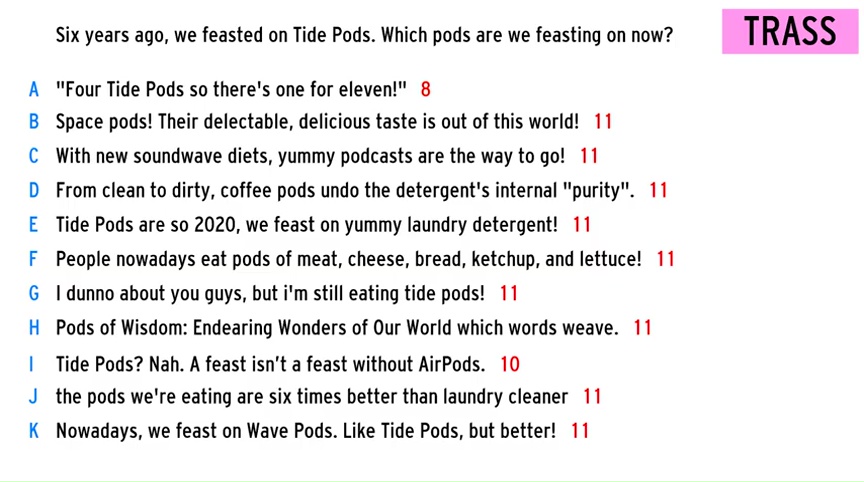 Six years ago, we feasted on Tide Pods. Which pods are we feasting on now?
TRASS
A "Four Tide Pods so there's one for eleven!" 8
B Space pods! Their delectable, delicious taste is out of this world! 11
C With new soundwave diets, yummy podcasts are the way to go! 11
D From clean to dirty, coffee pods undo the detergent's internal "purity". 11
E Tide Pods are so 2020, we feast on yummy laundry detergent! 11
F People nowadays eat pods of meat, cheese, bread, ketchup, and lettuce! 11
G I dunno about you guys, but i'm still eating tide pods! 11
H Pods of Wisdom: Endearing Wonders of Our World which words weave. 11
I Tide Pods? Nah. A feast isn’t a feast without AirPods. 10
J the pods we're eating are six times better than laundry cleaner 11
K Nowadays, we feast on Wave Pods. Like Tide Pods, but better! 11